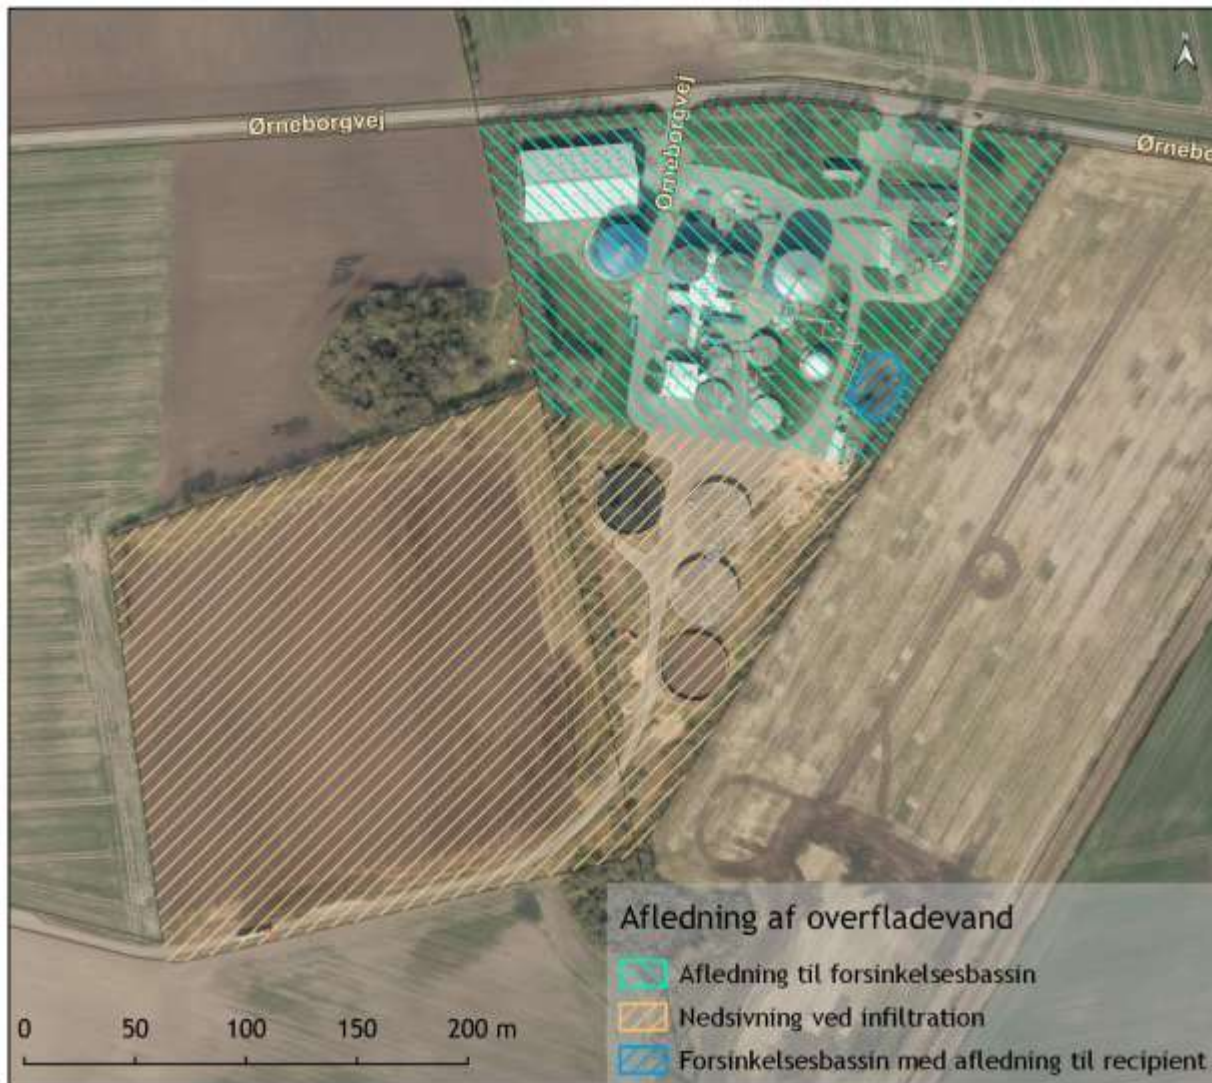 N
Ørneborgvej
Ørneborgvej
Ørnebo
Afledning af overfladevand
Afledning til forsinkelsesbassin
Nedsivning ved infiltration
Forsinkelsesbassin med afledning til recipient
0 50 100 150 200 m